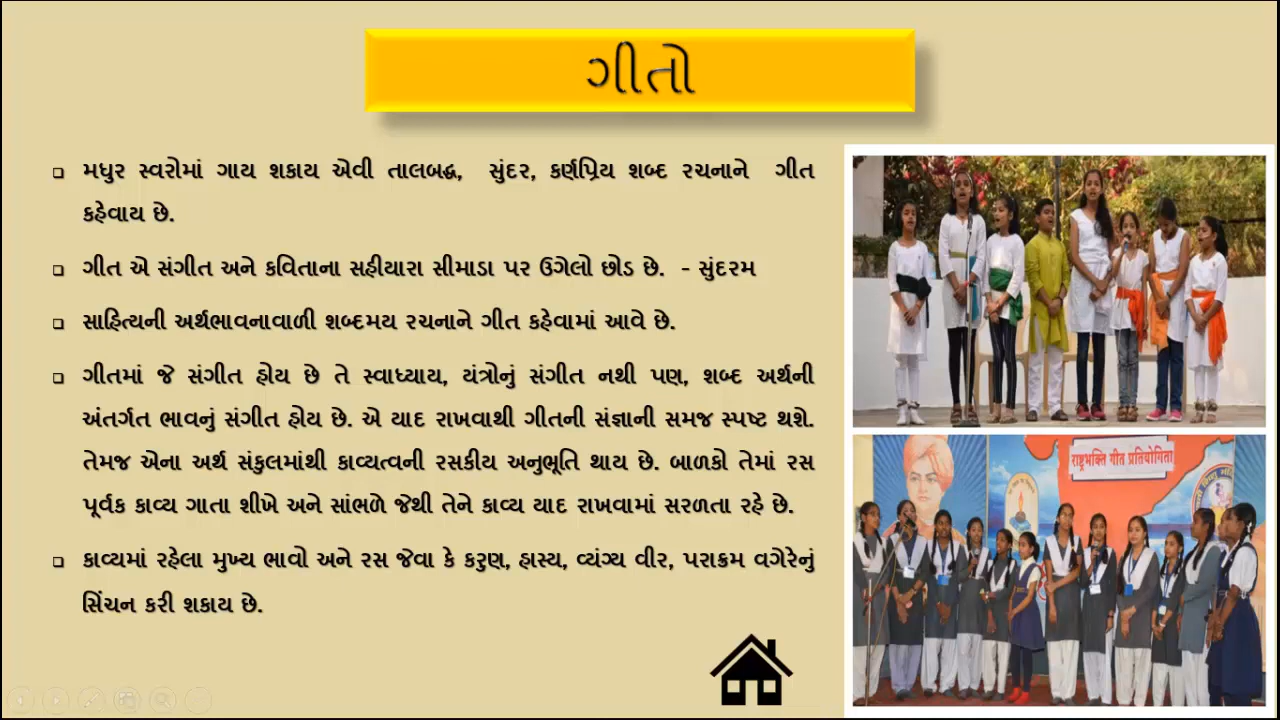 ગીતો
મધુર સ્વરોમાં ગાય શકાય એવી તાલબદ્ધ, સુંદર, કર્ણપ્રિય શબ્દ રચનાને ગીત
કહેવાય છે.
ગીત એ સંગીત અને કવિતાના સહીયારા સીમાડા પર ઉગેલો છોડ છે. - સુંદરમ
સાહિત્યની અર્થભાવનાવાળી શબ્દમય રચનાને ગીત કહેવામાં આવે છે.
ગીતમાં જે સંગીત હોય છે તે સ્વાધ્યાય, યંત્રોનું સંગીત નથી પણ, શબ્દ અર્થની
અંતર્ગત ભાવનું સંગીત હોય છે. એ યાદ રાખવાથી ગીતની સંજ્ઞાની સમજ સ્પષ્ટ થશે.
તેમજ એના અર્થ સંકુલમાંથી કાવ્યત્વની રસકીય અનુભૂતિ થાય છે. બાળકો તેમાં રસ
પૂર્વક કાવ્ય ગાતા શીખે અને સાંભળે જેથી તેને કાવ્ય યાદ રાખવામાં સરળતા રહે છે.
કાવ્યમાં રહેલા મુખ્ય ભાવો અને રસ જેવા કે કરુણ, હાસ્ય, વ્યંગ્ય વીર, પરાક્રમ વગેરેનું
સિંચન કરી શકાય છે.
राष्ट्रभक्ति गीत प्रतियोगिता